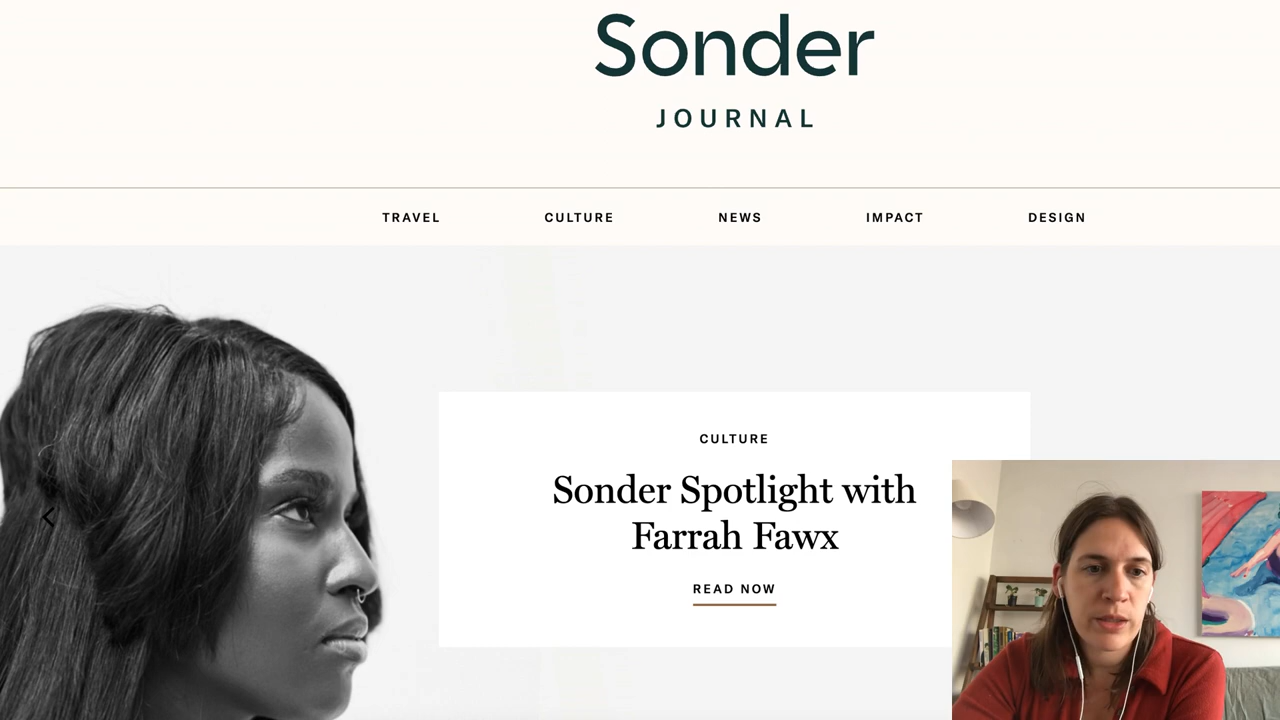 Sonder
JOURNAL
TRAVEL CULTURE NEWS IMPACT DESIGN
CULTURE
Sonder Spotlight with
Farrah Fawx
READ NOW